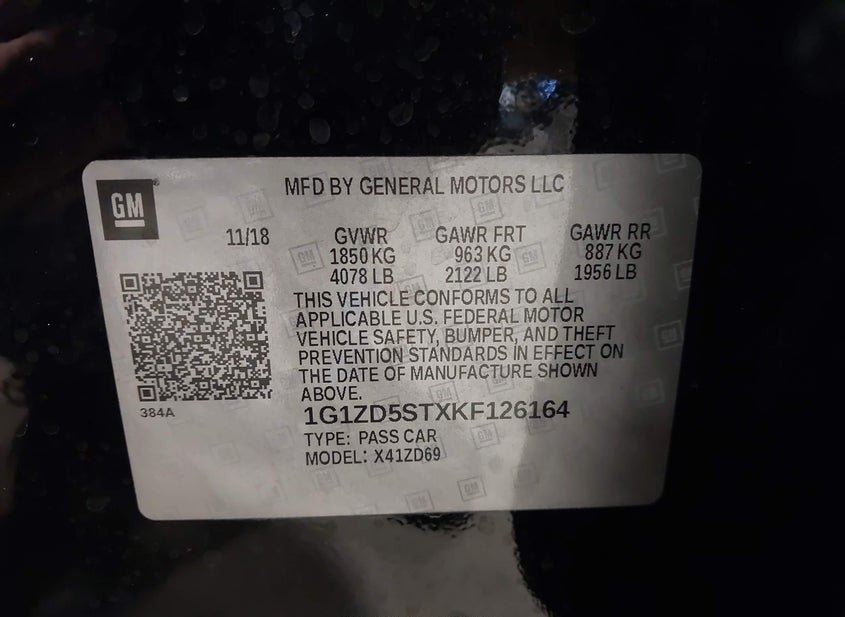 GM
MFD BY GENERAL MOTORS LLC
11/18 GVWR GAWR FRT GAWR RR
1850 KG 963 KG 887 KG
4078 LB 2122 LB 1956 LB
THIS VEHICLE CONFORMS TO ALL
APPLICABLE U.S. FEDERAL MOTOR
VEHICLE SAFETY, BUMPER, AND THEFT
PREVENTION STANDARDS IN EFFECT ON
THE DATE OF MANUFACTURE SHOWN
ABOVE.
384A
1G1ZD5STXKF126164
TYPE: PASS CAR
MODEL: X41ZD69